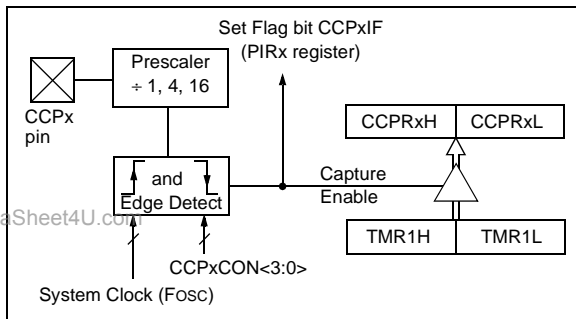 Set Flag bit CCPxIF
(PIRx register)
Prescaler
÷ 1, 4, 16
CCPx
pin
CCPRxH
CCPRxL
and
Edge Detect
Capture
Enable
aSheet4U.com
TMR1H
TMR1L
CCPxCON<3:0>
System Clock (FOSC)